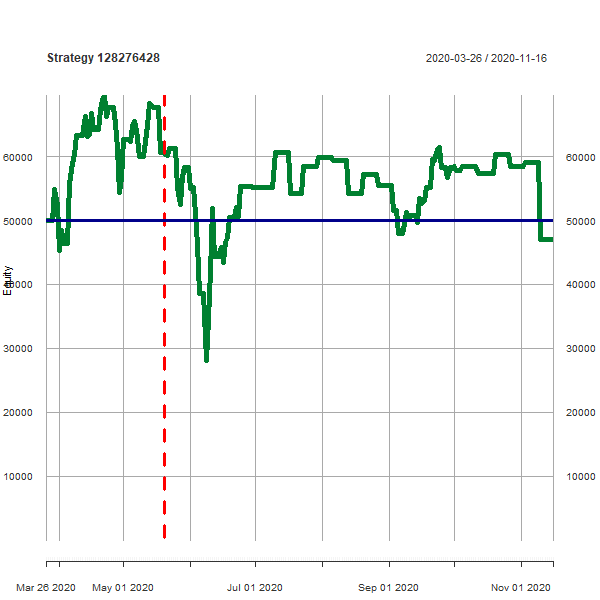 Strategy 128276428
2020-03-26 / 2020-11-16
60000
60000
50000
50000
Equity
40000
40000
30000
30000
20000
20000
10000
10000
Mar 26 2020
May 01 2020
Jul 01 2020
Sep 01 2020
Nov 01 2020